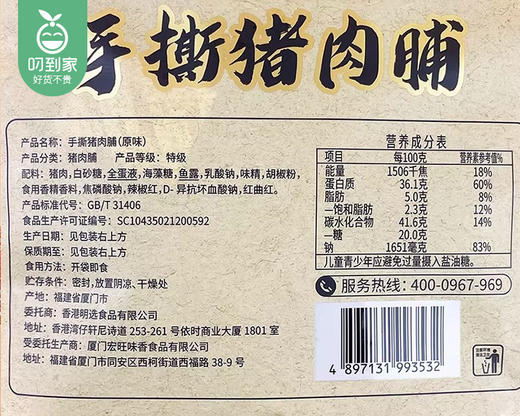 叨到家
好货不贵
手撕猪肉脯
产品名称：手撕猪肉脯(原味)
产品类型：猪肉脯 产品等级：特级
配料：猪肉,白砂糖,全蛋液,海藻糖,鱼露,乳酸钠,味精,胡椒粉,
食用香精香料,焦磷酸钠,辣椒红,D-异抗坏血酸钠,红曲红。
产品标准代号：GB/T 31406
食品生产许可证编号：SC10435021200592
生产日期：见包装右上方
保质期至：见包装右上方
食用方法：开袋即食
贮存条件：密封,放置阴凉、干燥处
产地：福建省厦门市
委托商：香港明选食品有限公司
地址：香港湾仔轩尼诗道 253-261 号依时商业大厦 1801 室
受委托生产商：厦门宏旺味香食品有限公司
地址：福建省厦门市同安区西柯街道西福路 38-9 号
营养成分表
项目 每100克 营养素参考值%
能量 1506千焦 18%
蛋白质 36.1克 60%
脂肪 5.0克 8%
—饱和脂肪 2.3克 12%
碳水化合物 41.6克 14%
—糖 20.0克
钠 1651毫克 83%
儿童青少年应避免过量摄入盐油糖。
服务热线：400-0967-969
4 897131 993532